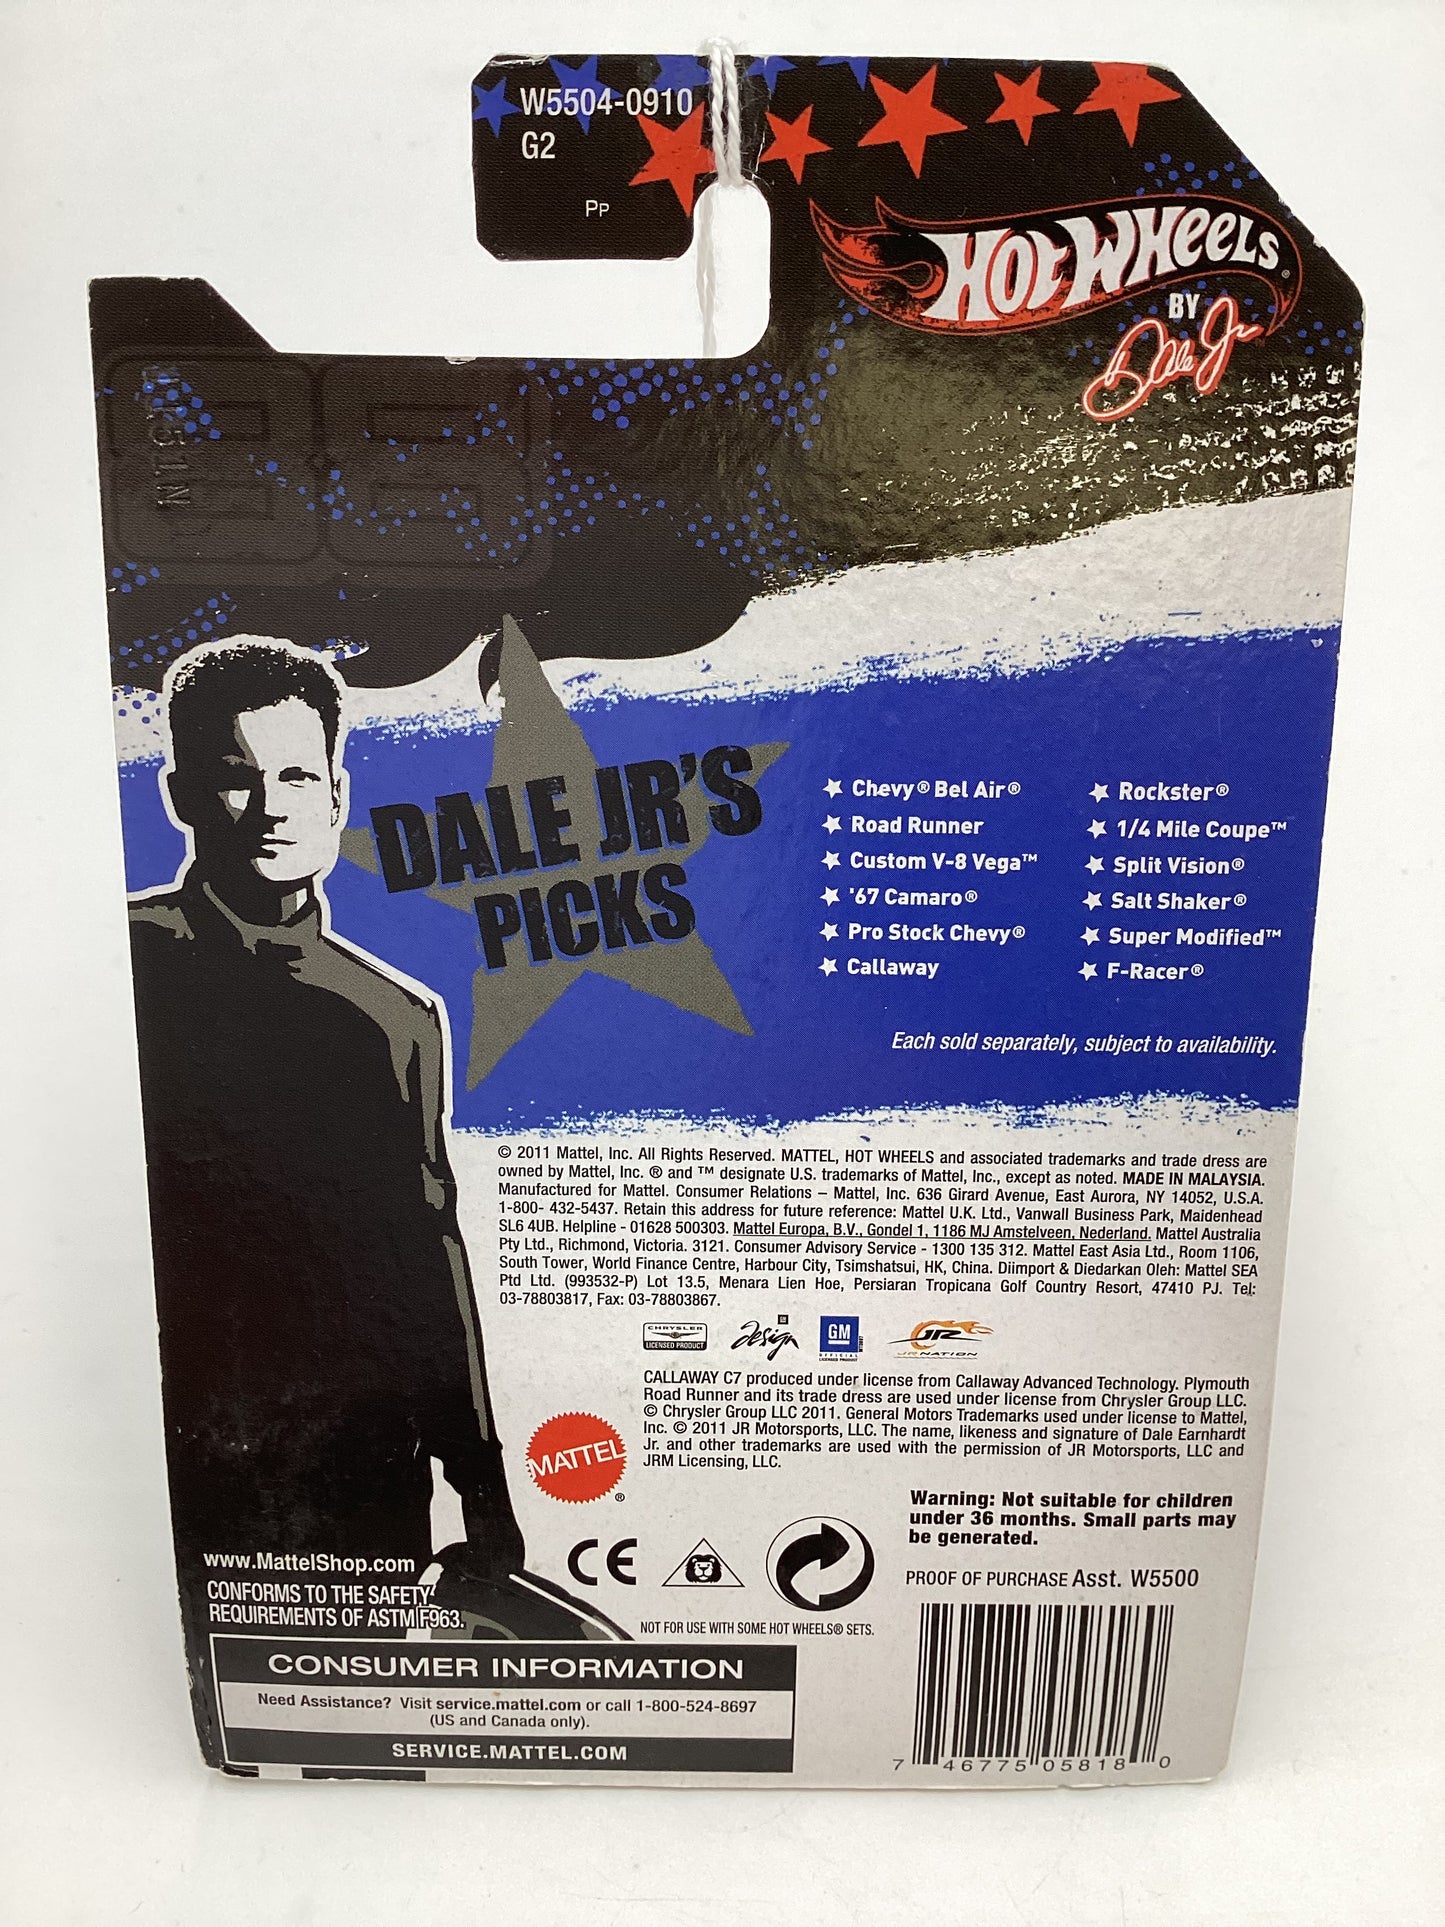 W5504-0910
G2
PP
HOT WHEELS®
BY
Dale Jr
DALE JR'S
PICKS
Chevy® Bel Air®
Road Runner
Custom V-8 Vega™
'67 Camaro®
Pro Stock Chevy®
Callaway
Rockster®
1/4 Mile Coupe™
Split Vision®
Salt Shaker®
Super Modified™
F-Racer®
Each sold separately, subject to availability.
© 2011 Mattel, Inc. All Rights Reserved. MATTEL, HOT WHEELS and associated trademarks and trade dress are
owned by Mattel, Inc. ® and ™ designate U.S. trademarks of Mattel, Inc., except as noted. MADE IN MALAYSIA.
Manufactured for Mattel. Consumer Relations – Mattel, Inc. 636 Girard Avenue, East Aurora, NY 14052, U.S.A.
1-800- 432-5437. Retain this address for future reference: Mattel U.K. Ltd., Vanwall Business Park, Maidenhead
SL6 4UB. Helpline - 01628 500303. Mattel Europa, B.V., Gondel 1, 1186 MJ Amstelveen, Nederland. Mattel Australia
Pty Ltd., Richmond, Victoria. 3121. Consumer Advisory Service - 1300 135 312. Mattel East Asia Ltd., Room 1106,
South Tower, World Finance Centre, Harbour City, Tsimshatsui, HK, China. Diimport & Diedarkan Oleh: Mattel SEA
Ptd Ltd. (993532-P) Lot 13.5, Menara Lien Hoe, Persiaran Tropicana Golf Country Resort, 47410 PJ. Tel:
03-78803817, Fax: 03-78803867.
CHRYSLER
LICENSED PRODUCT
GM
Design
GM
OFFICIAL
LICENSED PRODUCT
JR
JR NATION
CALLAWAY C7 produced under license from Callaway Advanced Technology. Plymouth
Road Runner and its trade dress are used under license from Chrysler Group LLC.
© Chrysler Group LLC 2011. General Motors Trademarks used under license to Mattel,
Inc. © 2011 JR Motorsports, LLC. The name, likeness and signature of Dale Earnhardt
Jr. and other trademarks are used with the permission of JR Motorsports, LLC and
JRM Licensing, LLC.
MATTEL
®
Warning: Not suitable for children
under 36 months. Small parts may
be generated.
CE
PROOF OF PURCHASE Asst. W5500
www.MattelShop.com
CONFORMS TO THE SAFETY
REQUIREMENTS OF ASTM F963.
NOT FOR USE WITH SOME HOT WHEELS® SETS.
CONSUMER INFORMATION
Need Assistance? Visit service.mattel.com or call 1-800-524-8697
(US and Canada only).
SERVICE.MATTEL.COM
7 46775 05818 0